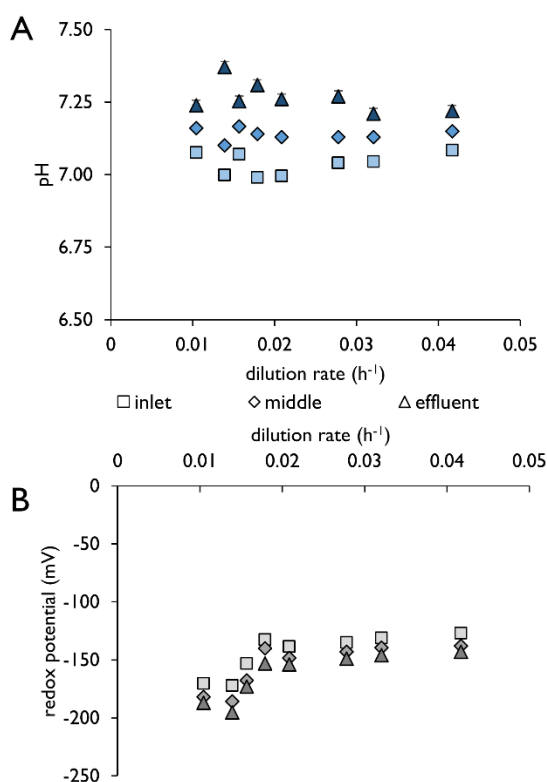 A
7.50
7.25
7.00
6.75
6.50
pH
0 0.01 0.02 0.03 0.04 0.05
dilution rate (h-1)
inlet middle effluent
dilution rate (h-1)
0 0.01 0.02 0.03 0.04 0.05
B
0
-50
-100
-150
-200
-250
redox potential (mV)